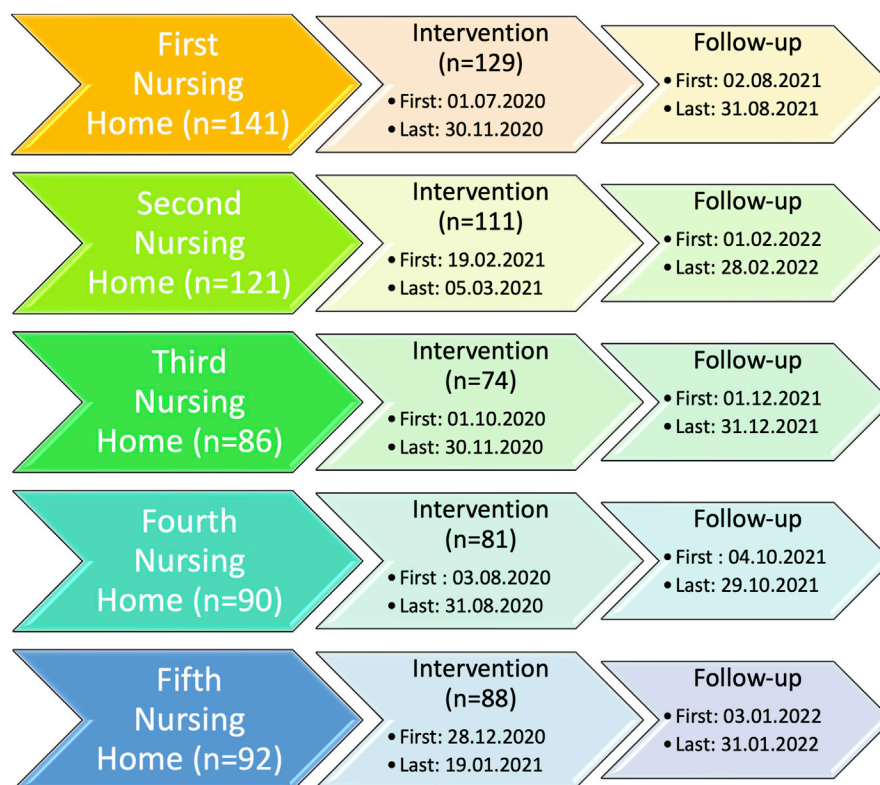 First
Nursing
Home (n=141)
Intervention
(n=129)
• First: 01.07.2020
• Last: 30.11.2020
Follow-up
• First: 02.08.2021
• Last: 31.08.2021
Second
Nursing
Home (n=121)
Intervention
(n=111)
• First: 19.02.2021
• Last: 05.03.2021
Follow-up
• First: 01.02.2022
• Last: 28.02.2022
Third
Nursing
Home (n=86)
Intervention
(n=74)
• First: 01.10.2020
• Last: 30.11.2020
Follow-up
• First: 01.12.2021
• Last: 31.12.2021
Fourth
Nursing
Home (n=90)
Intervention
(n=81)
• First : 03.08.2020
• Last: 31.08.2020
Follow-up
• First : 04.10.2021
• Last: 29.10.2021
Fifth
Nursing
Home (n=92)
Intervention
(n=88)
• First: 28.12.2020
• Last: 19.01.2021
Follow-up
• First: 03.01.2022
• Last: 31.01.2022